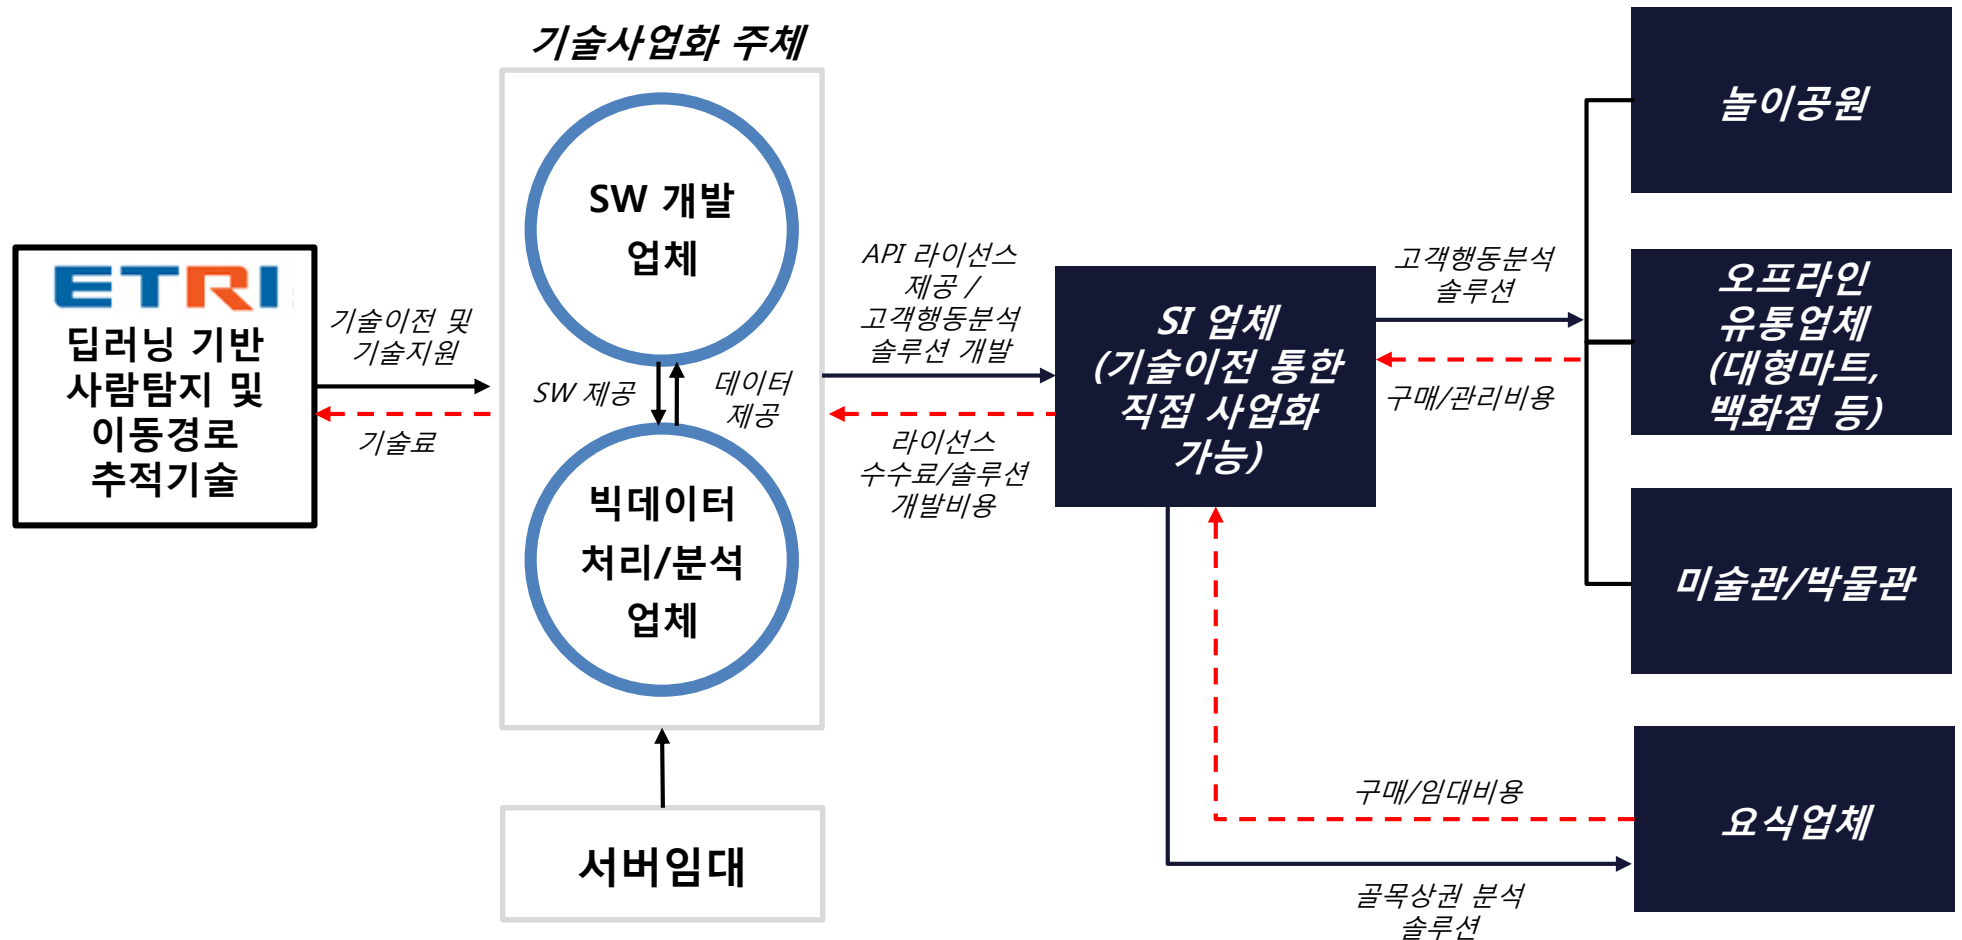 기술사업화 주체
SW 개발
업체
SW 제공
데이터
제공
빅데이터
처리/분석
업체
서버임대
ETRI
딥러닝 기반
사람탐지 및
이동경로
추적기술
기술이전 및
기술지원
기술료
API 라이선스
제공 /
고객행동분석
솔루션 개발
라이선스
수수료/솔루션
개발비용
SI 업체
(기술이전 통한
직접 사업화
가능)
고객행동분석
솔루션
구매/관리비용
놀이공원
오프라인
유통업체
(대형마트,
백화점 등)
미술관/박물관
구매/임대비용
요식업체
골목상권 분석
솔루션